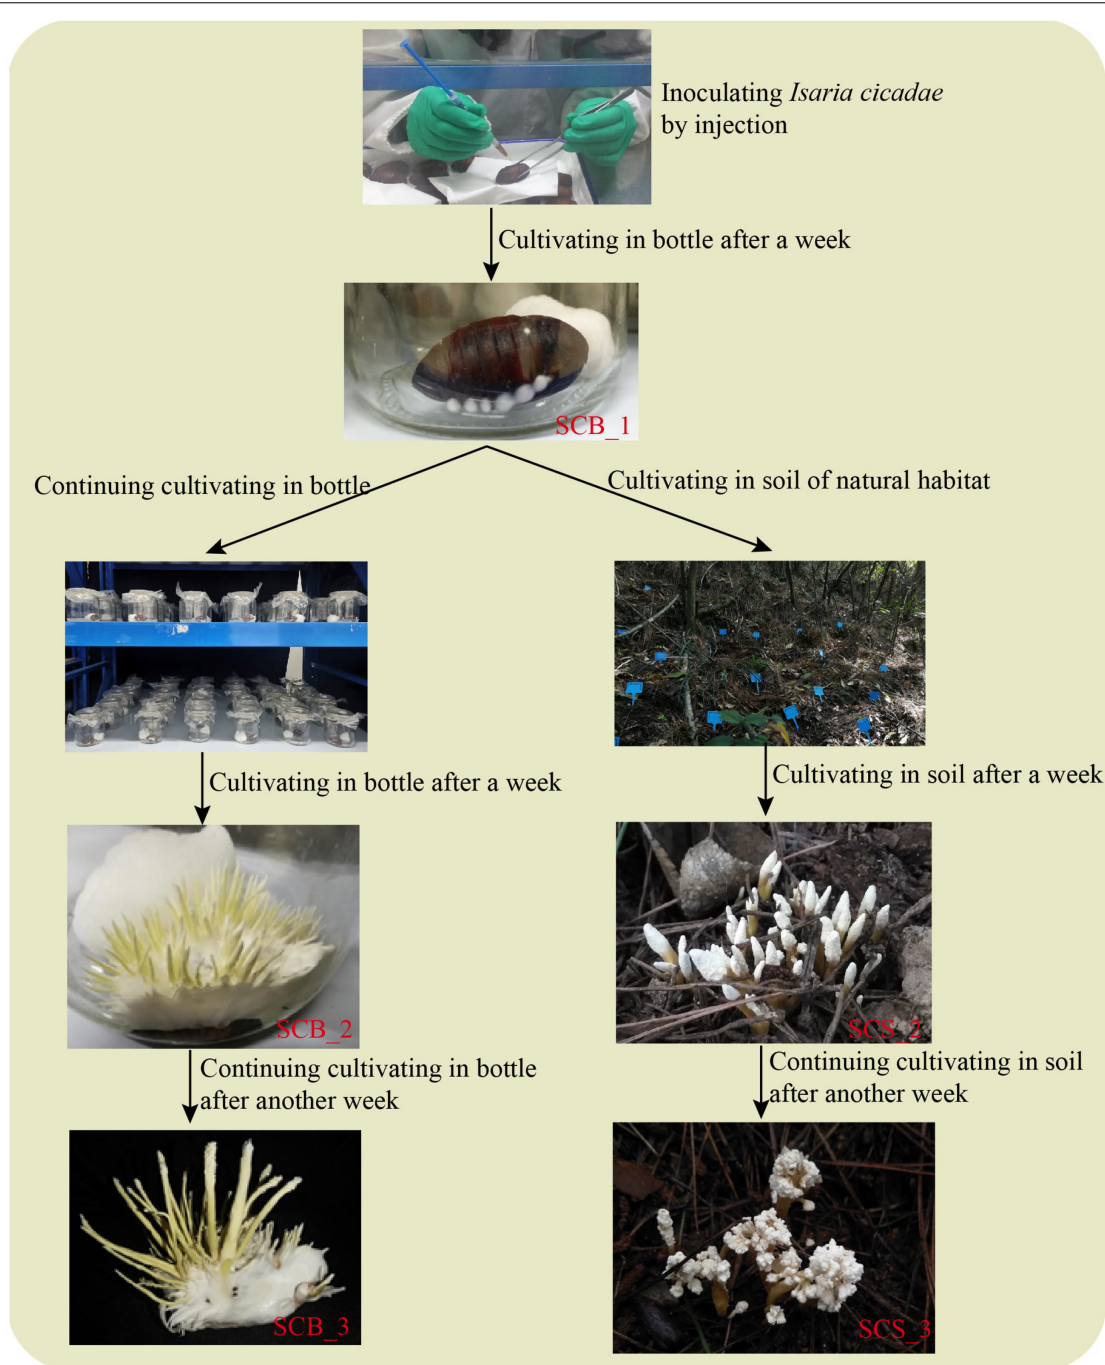 Inoculating Isaria cicadae
by injection
Cultivating in bottle after a week
SCB_1
Continuing cultivating in bottle
Cultivating in soil of natural habitat
Cultivating in bottle after a week
Cultivating in soil after a week
SCB_2
SCS_2
Continuing cultivating in bottle
after another week
Continuing cultivating in soil
after another week
SCB_3
SCS_3